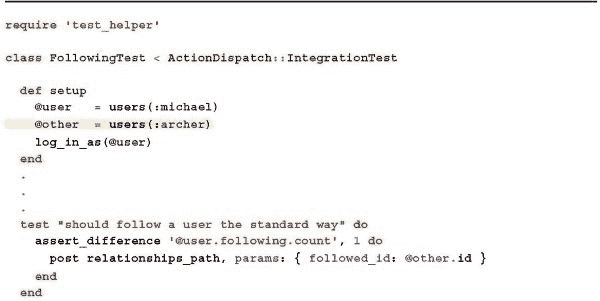 require 'test_helper'
class FollowingTest < ActionDispatch::IntegrationTest
def setup
@user = users(:michael)
@other = users(:archer)
log_in_as(@user)
end
.
.
.
test "should follow a user the standard way" do
assert_difference '@user.following.count', 1 do
post relationships_path, params: { followed_id: @other.id }
end
end